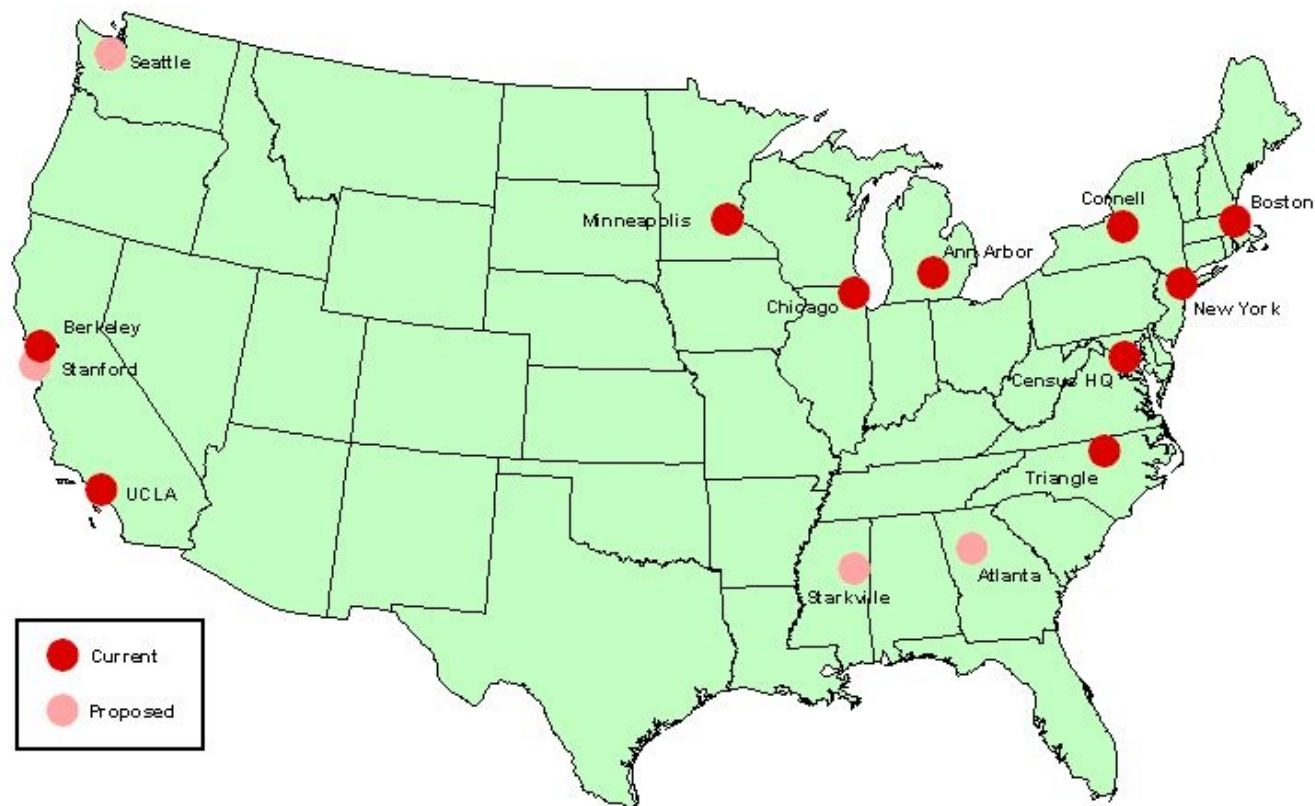 Seattle
Cornell
Boston
Minneapolis
Ann Arbor
Chicago
New York
Berkeley
Stanford
Census HQ
Triangle
UCLA
Atlanta
Starkville
Current
Proposed